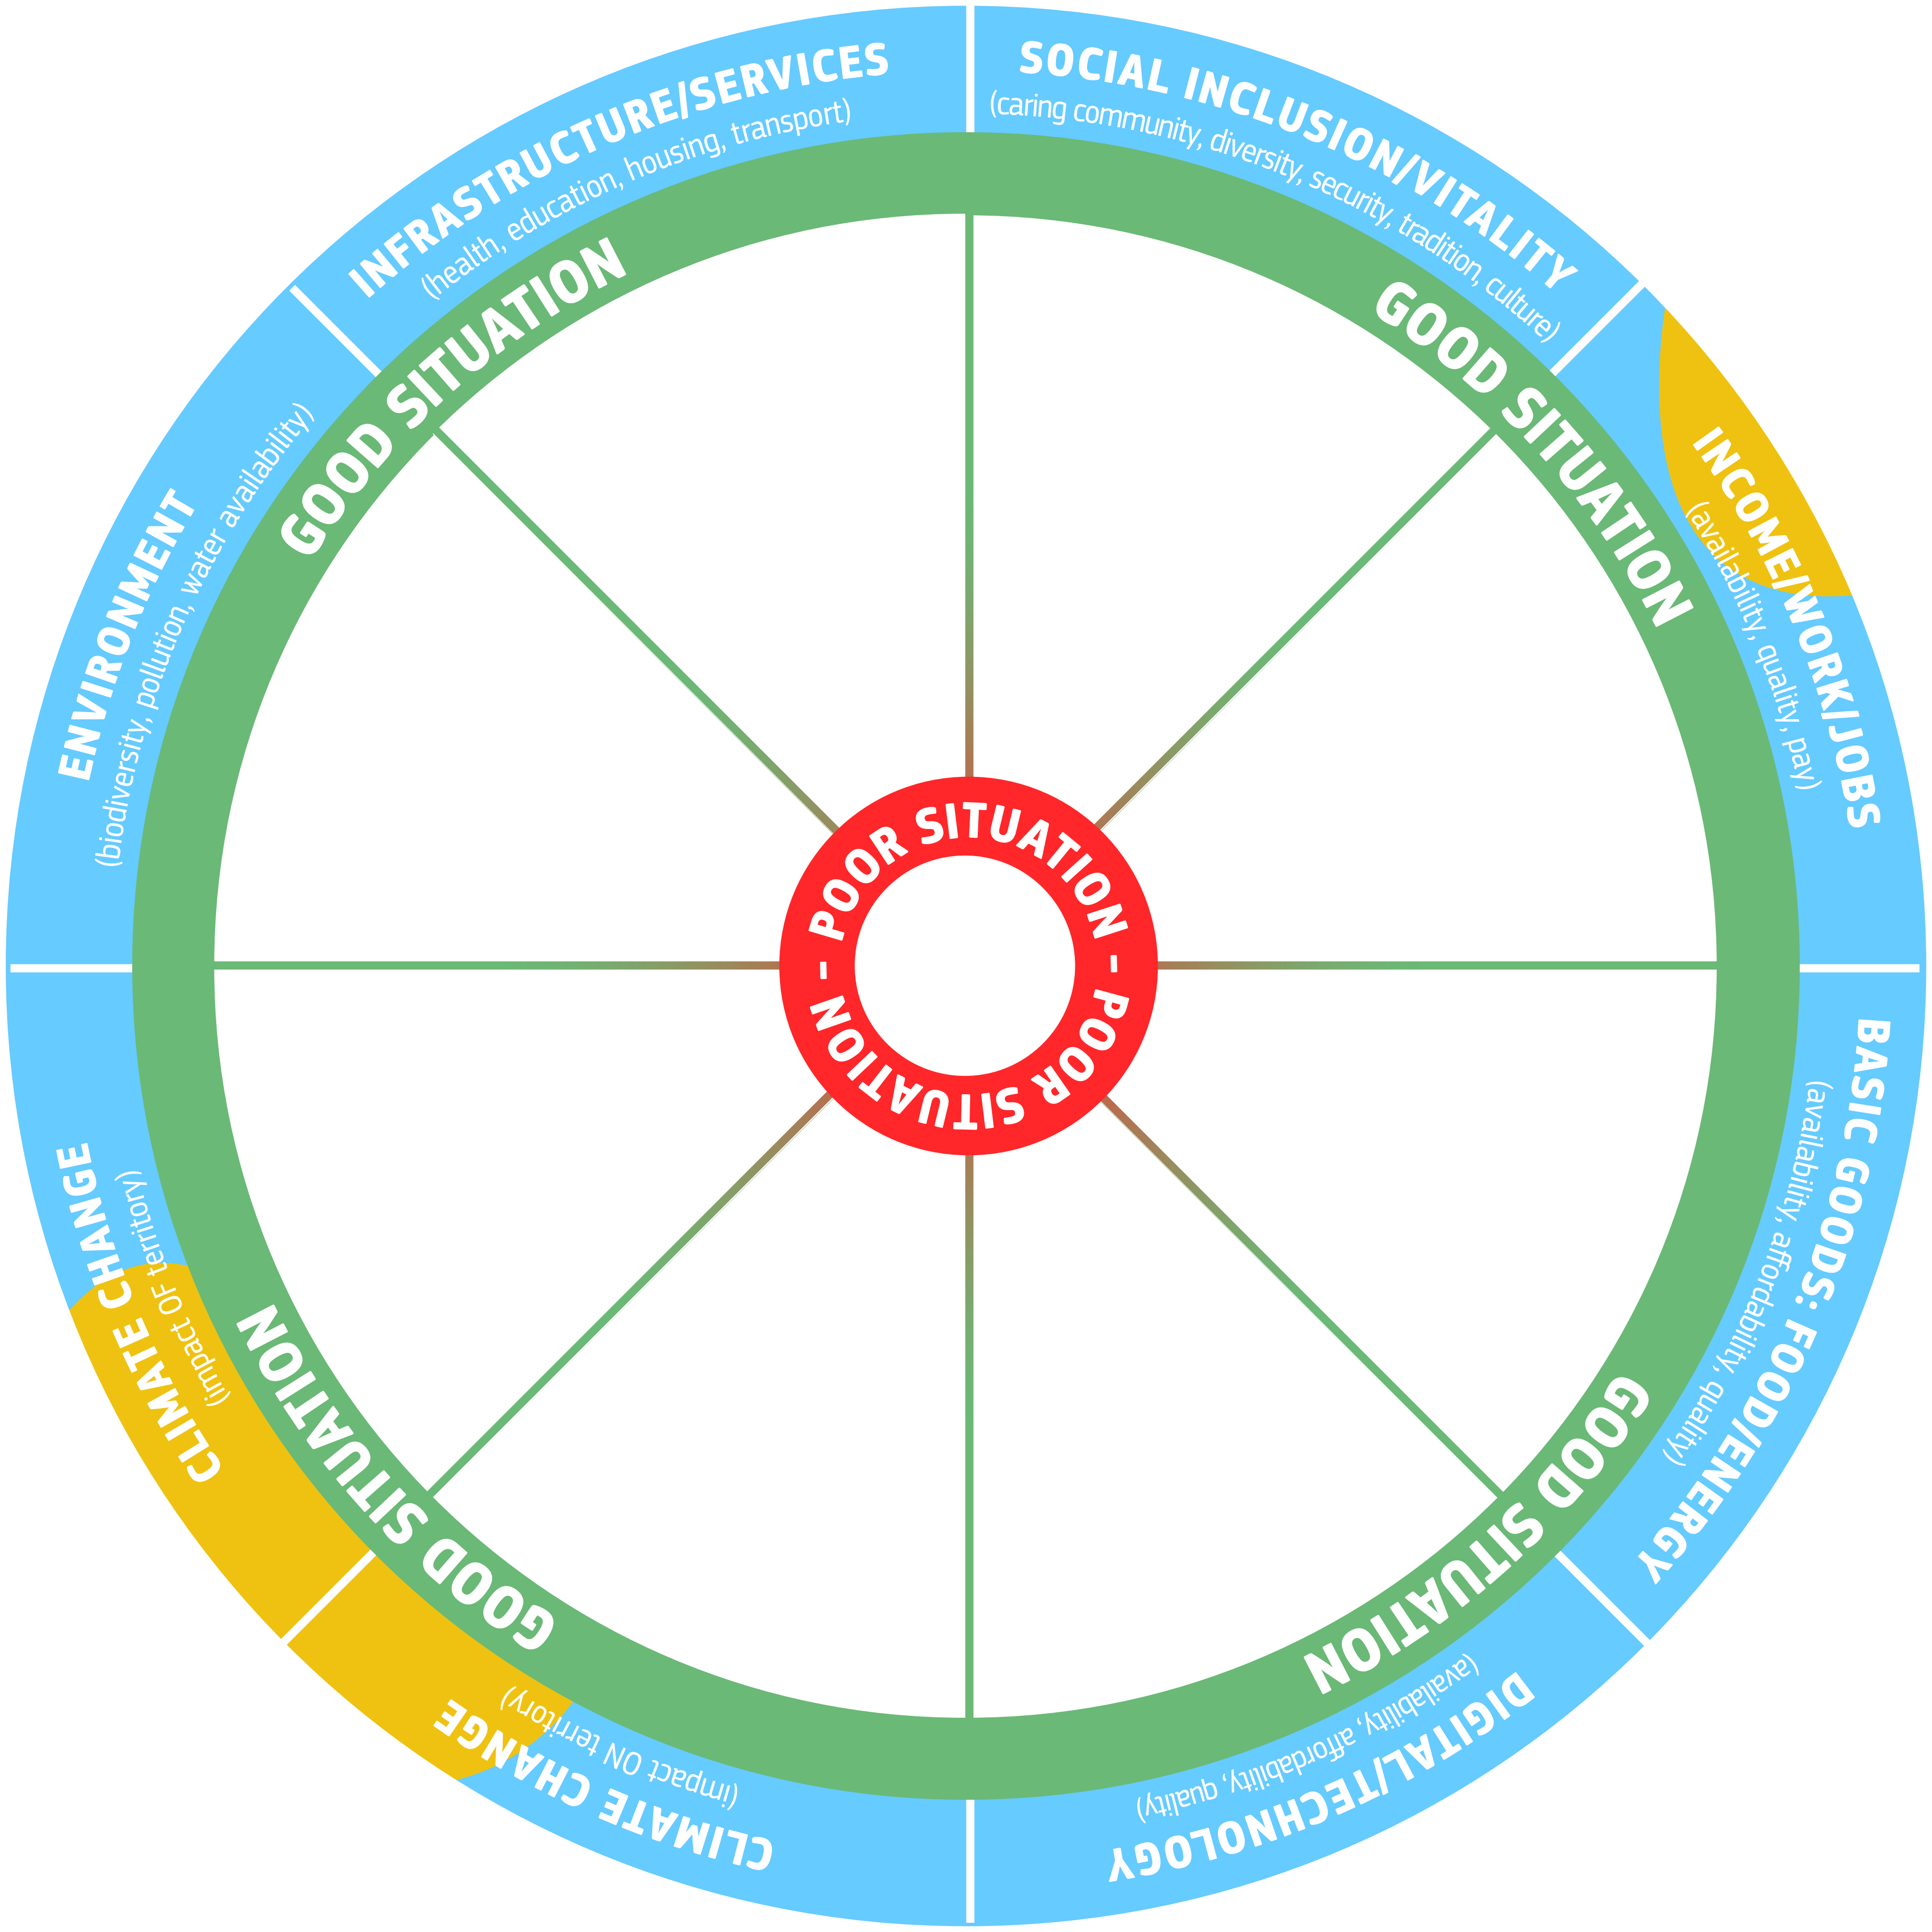 SOCIAL INCLUSION/VITALITY
(caring community, diversity, security, tradition, culture)
INCOME/WORK/JOBS
(availability, quality, pay)
BASIC GOODS: FOOD/ENERGY
(availability, affordability, quality)
DIGITALY/TECHNOLOGY
(availability, affordability, quality)
CLIMATE CHANGE
(impact ON territory)
CLIMATE CHANGE
(impact OF territory)
ENVIRONMENT
(biodiversity, pollution, water availability)
INFRASTRUCTURE/SERVICES
(health, education, housing, transport)
GOOD SITUATION
GOOD SITUATION
GOOD SITUATION
GOOD SITUATION
POOR SITUATION - POOR SITUATION -